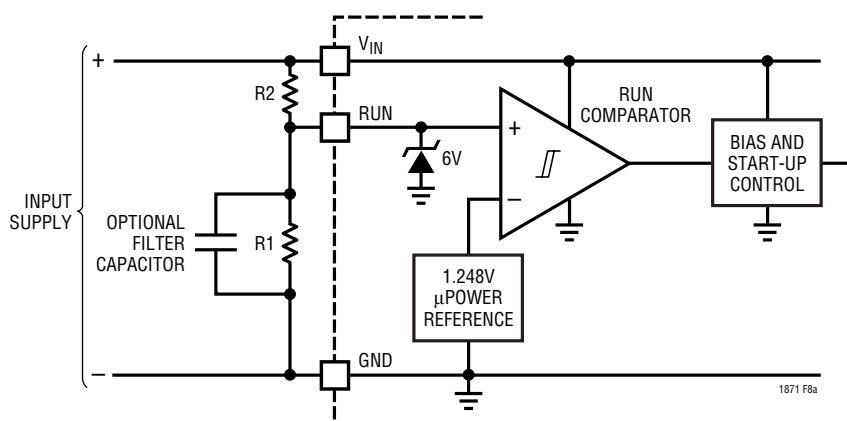 +
VIN
R2
RUN
RUN
COMPARATOR
+
6V
BIAS AND
START-UP
CONTROL
INPUT
SUPPLY
OPTIONAL
FILTER
CAPACITOR
R1
−
1.248V
µPOWER
REFERENCE
GND
−
1871 F8a